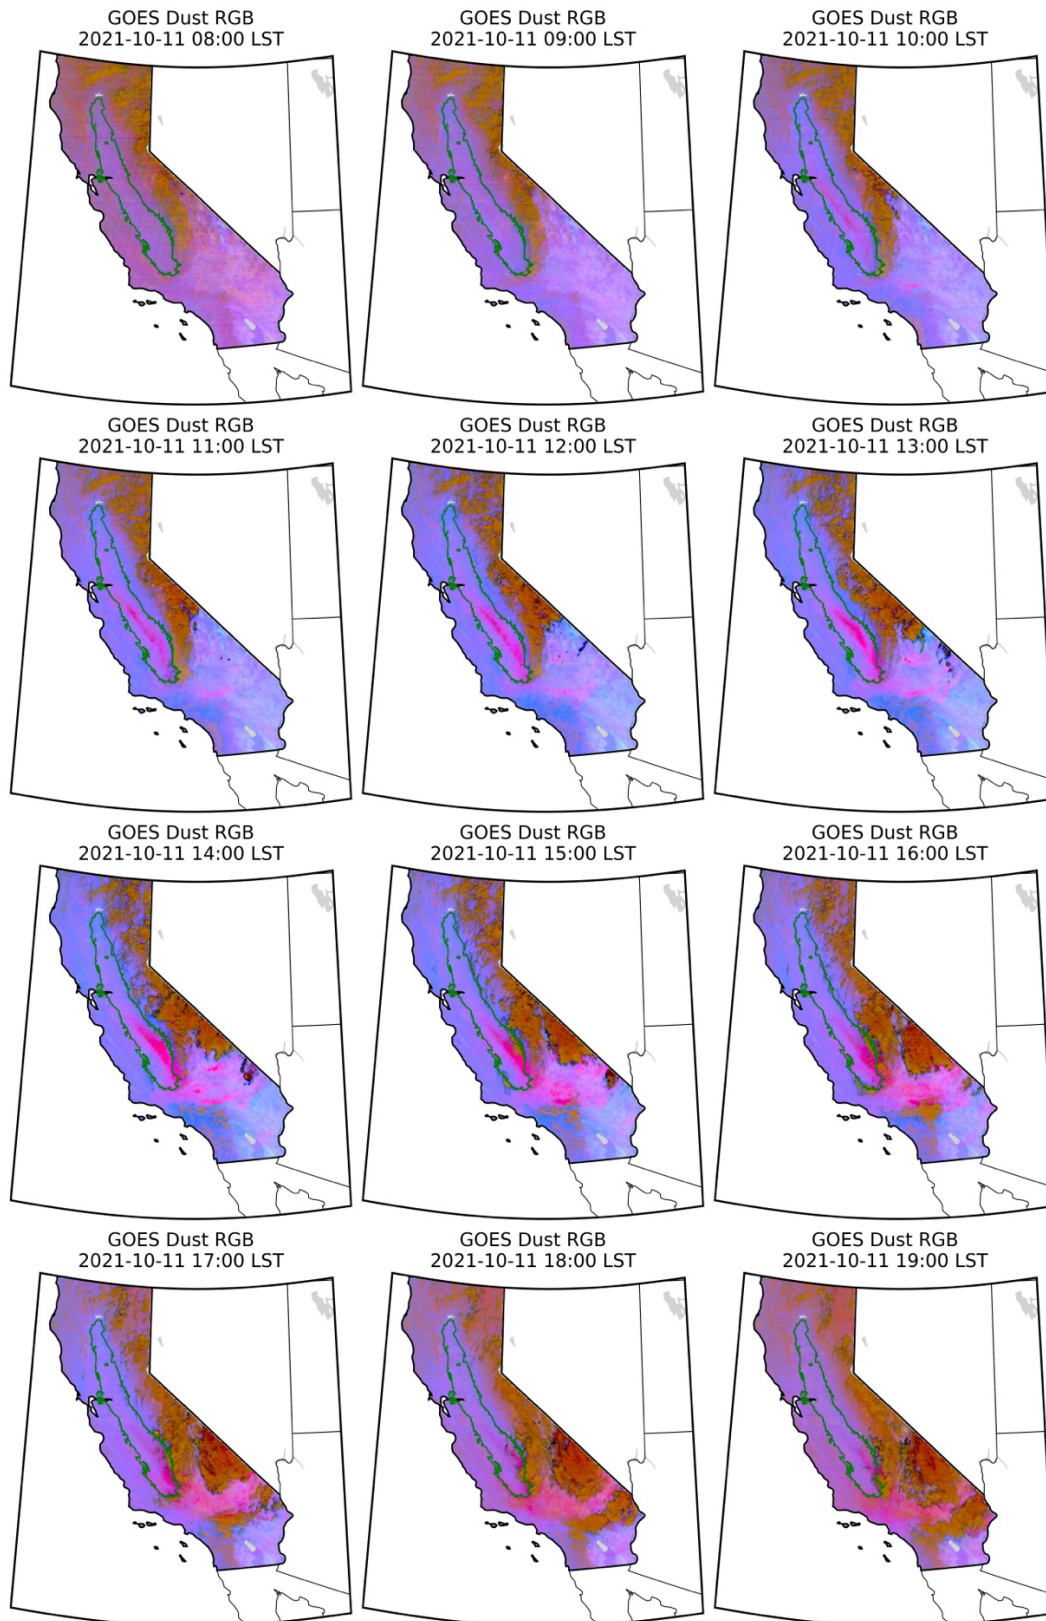 GOES Dust RGB
2021-10-11 08:00 LST
GOES Dust RGB
2021-10-11 09:00 LST
GOES Dust RGB
2021-10-11 10:00 LST
GOES Dust RGB
2021-10-11 11:00 LST
GOES Dust RGB
2021-10-11 12:00 LST
GOES Dust RGB
2021-10-11 13:00 LST
GOES Dust RGB
2021-10-11 14:00 LST
GOES Dust RGB
2021-10-11 15:00 LST
GOES Dust RGB
2021-10-11 16:00 LST
GOES Dust RGB
2021-10-11 17:00 LST
GOES Dust RGB
2021-10-11 18:00 LST
GOES Dust RGB
2021-10-11 19:00 LST